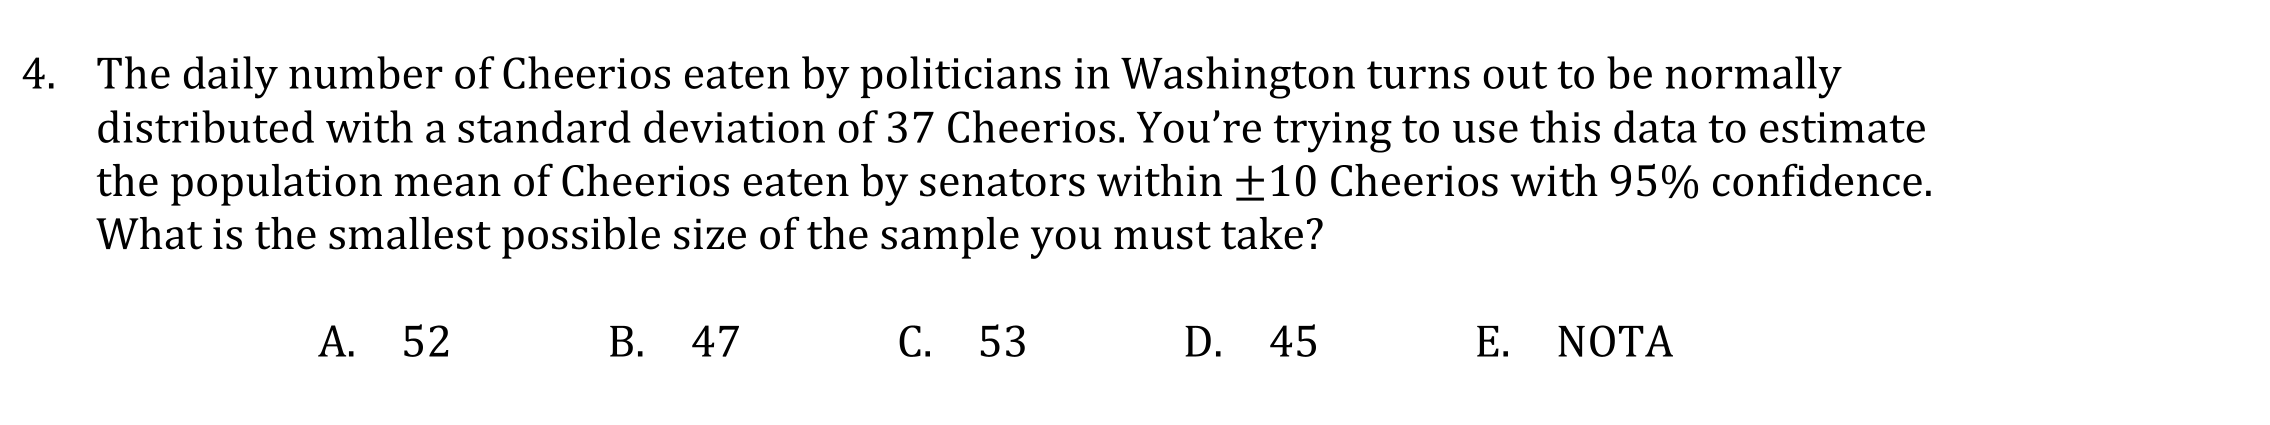 4. The daily number of Cheerios eaten by politicians in Washington turns out to be normally
distributed with a standard deviation of 37 Cheerios. You’re trying to use this data to estimate
the population mean of Cheerios eaten by senators within ±10 Cheerios with 95% confidence.
What is the smallest possible size of the sample you must take?
A. 52 B. 47 C. 53 D. 45 E. NOTA